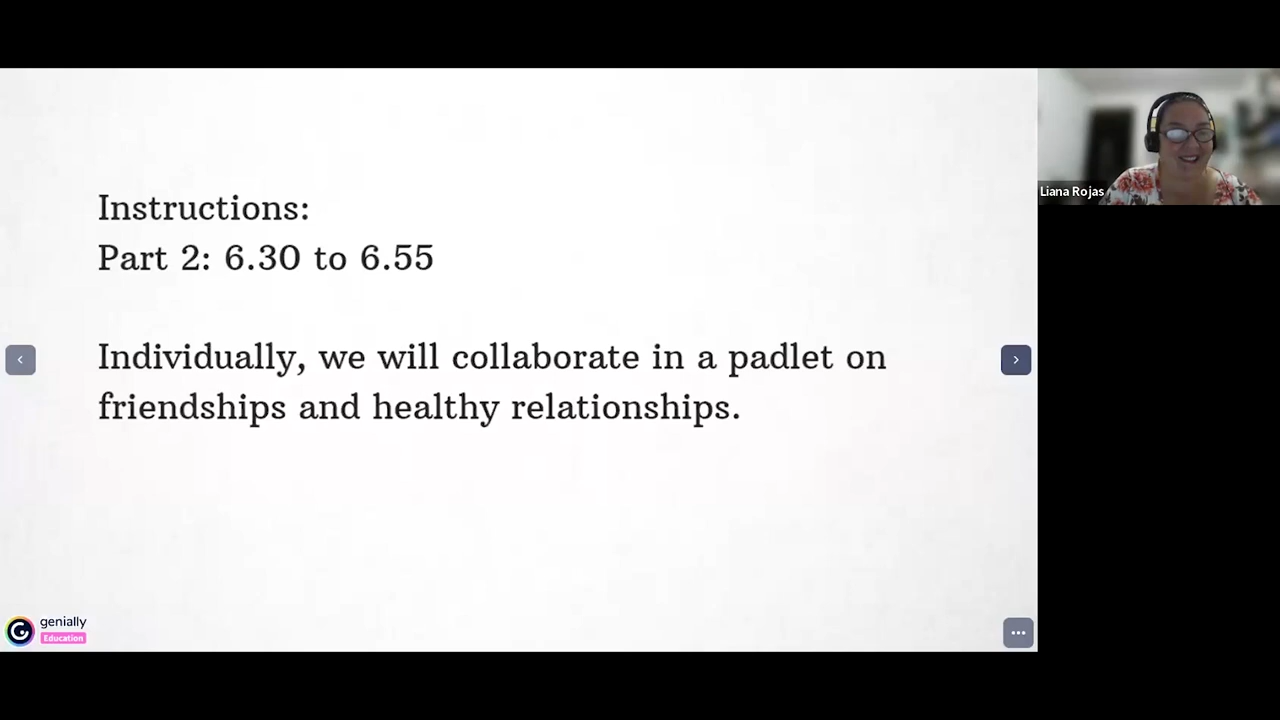 Instructions:
Part 2: 6.30 to 6.55
Individually, we will collaborate in a padlet on
friendships and healthy relationships.
Liana Rojas
genially
Education